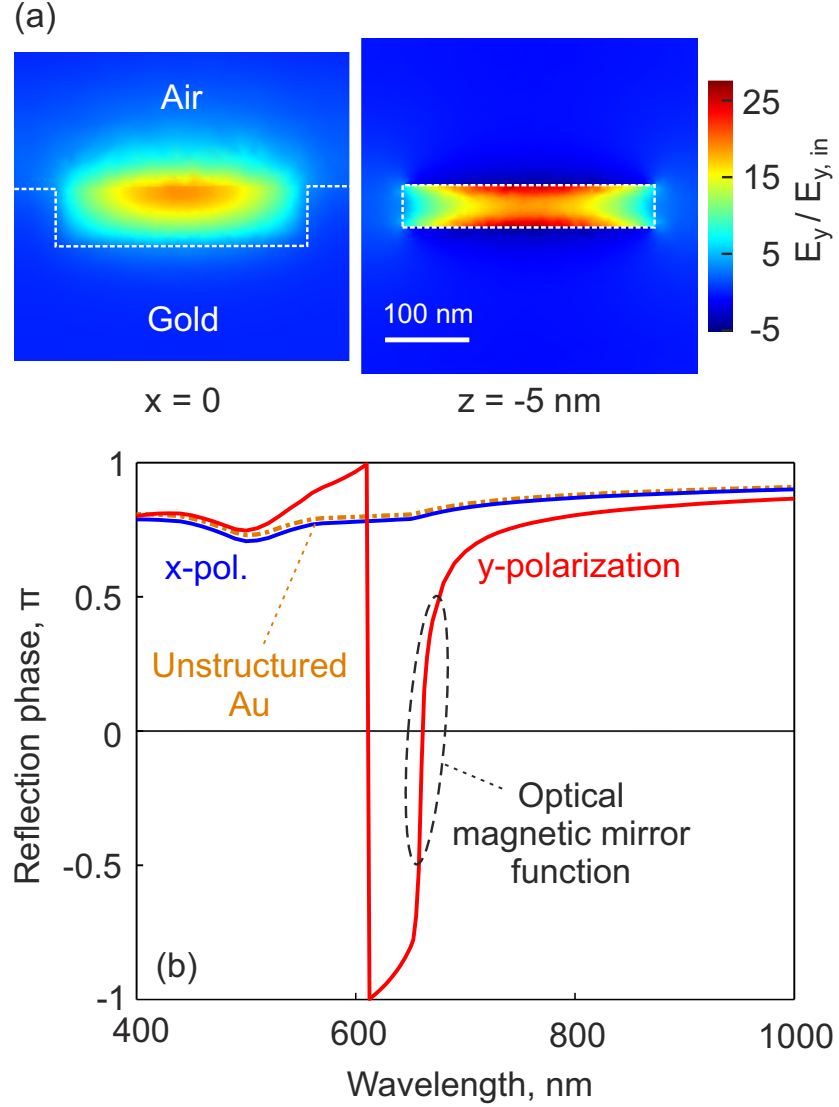 (a)
Air
Gold
100 nm
25
15
5
-5
E_y / E_y, in
x = 0
z = -5 nm
1
0.5
0
-0.5
-1
Reflection phase, π
x-pol.
y-polarization
Unstructured
Au
Optical
magnetic mirror
function
(b)
400
600
800
1000
Wavelength, nm